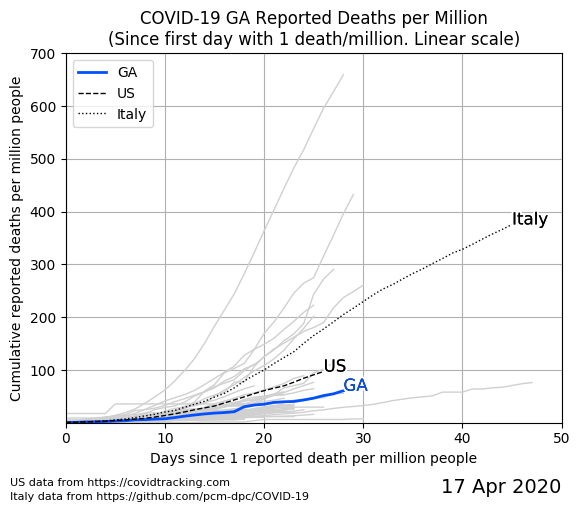 COVID-19 GA Reported Deaths per Million
(Since first day with 1 death/million. Linear scale)
700
600
500
400
300
200
100
GA
US
Italy
Italy
US
GA
Cumulative reported deaths per million people
0
10
20
30
40
50
Days since 1 reported death per million people
US data from https://covidtracking.com
Italy data from https://github.com/pcm-dpc/COVID-19
17 Apr 2020